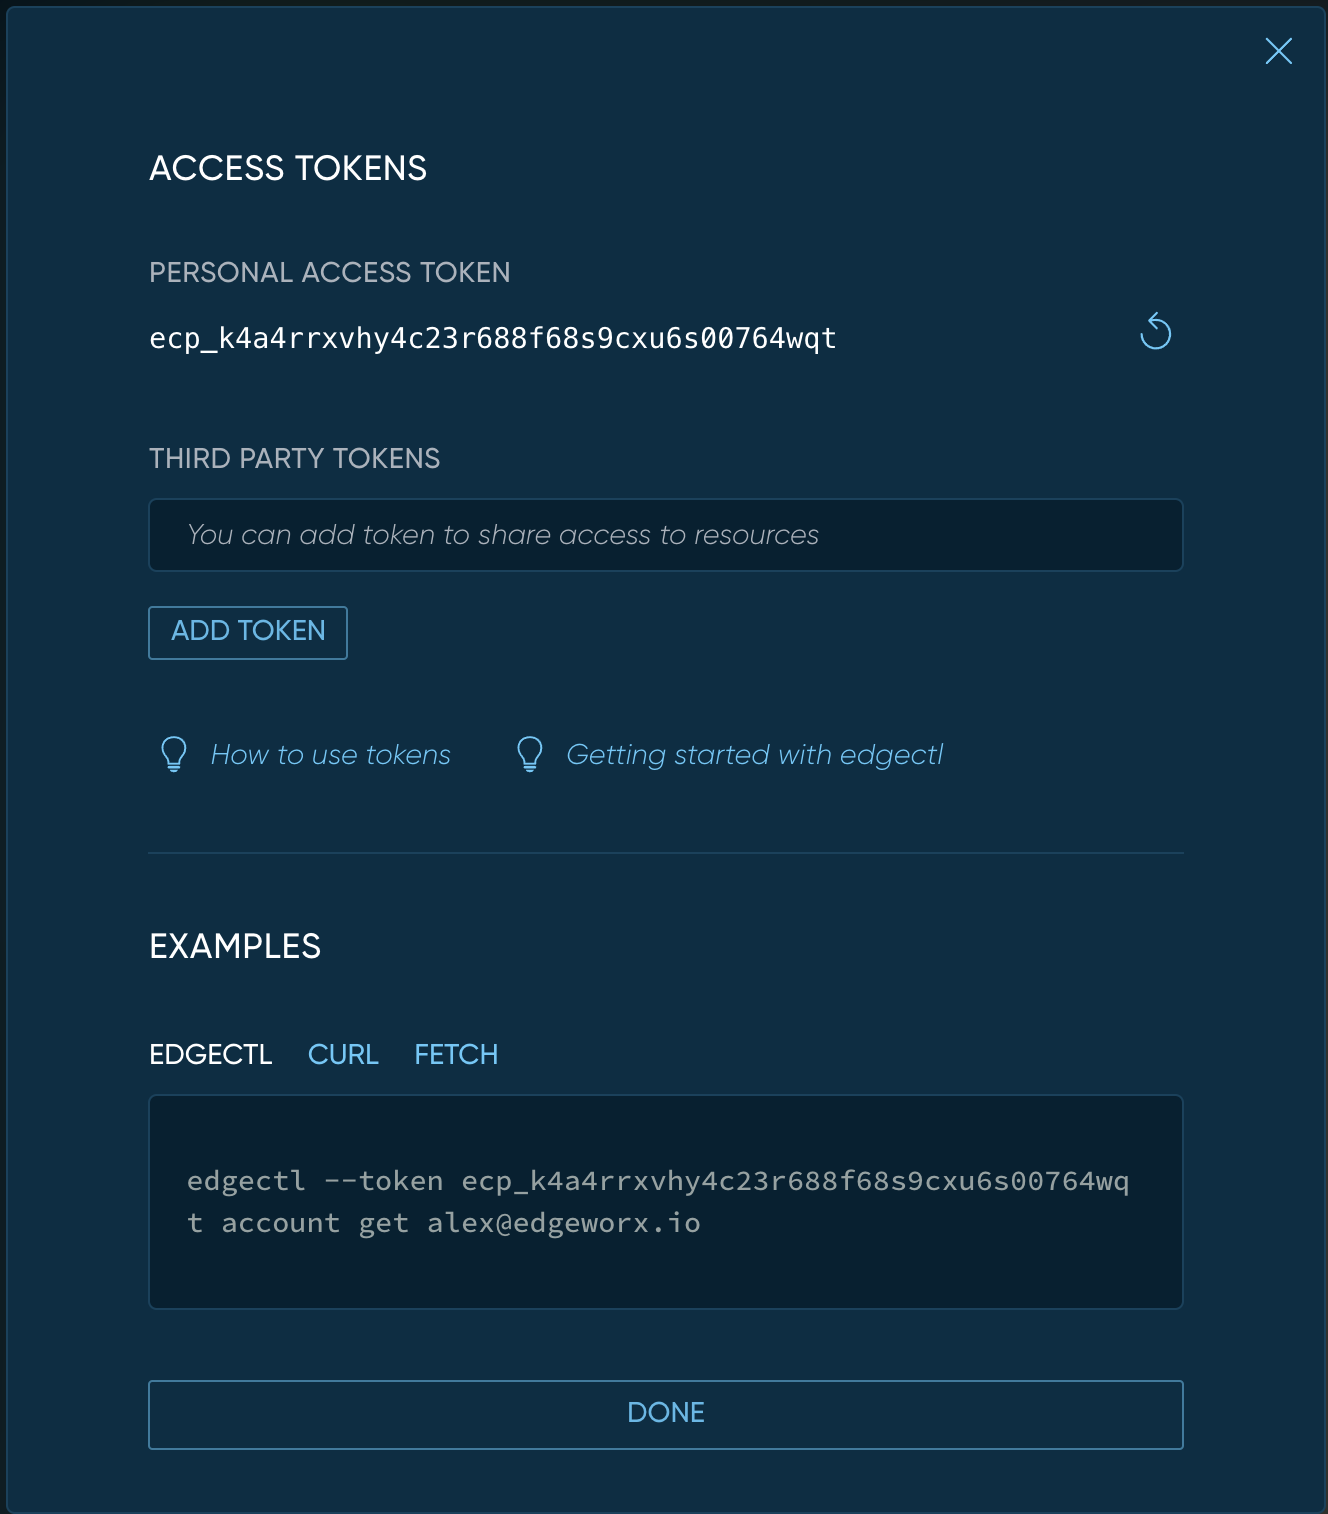 ACCESS TOKENS
PERSONAL ACCESS TOKEN
ecp_k4a4rrxvhy4c23r688f68s9cxu6s00764wqt
THIRD PARTY TOKENS
You can add token to share access to resources
ADD TOKEN
How to use tokens Getting started with edgectl
EXAMPLES
EDGECTL CURL FETCH
edgectl --token ecp_k4a4rrxvhy4c23r688f68s9cxu6s00764wq
t account get alex@edgeworx.io
DONE